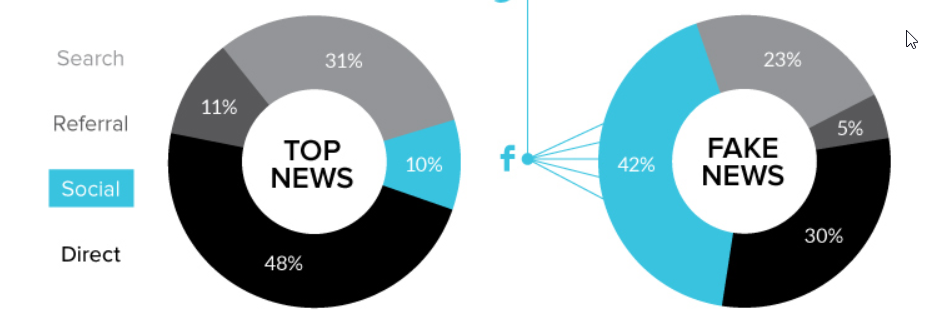 Search
Referral
Social
Direct
31%
11%
TOP
NEWS
10%
48%
f
23%
5%
FAKE
NEWS
42%
30%